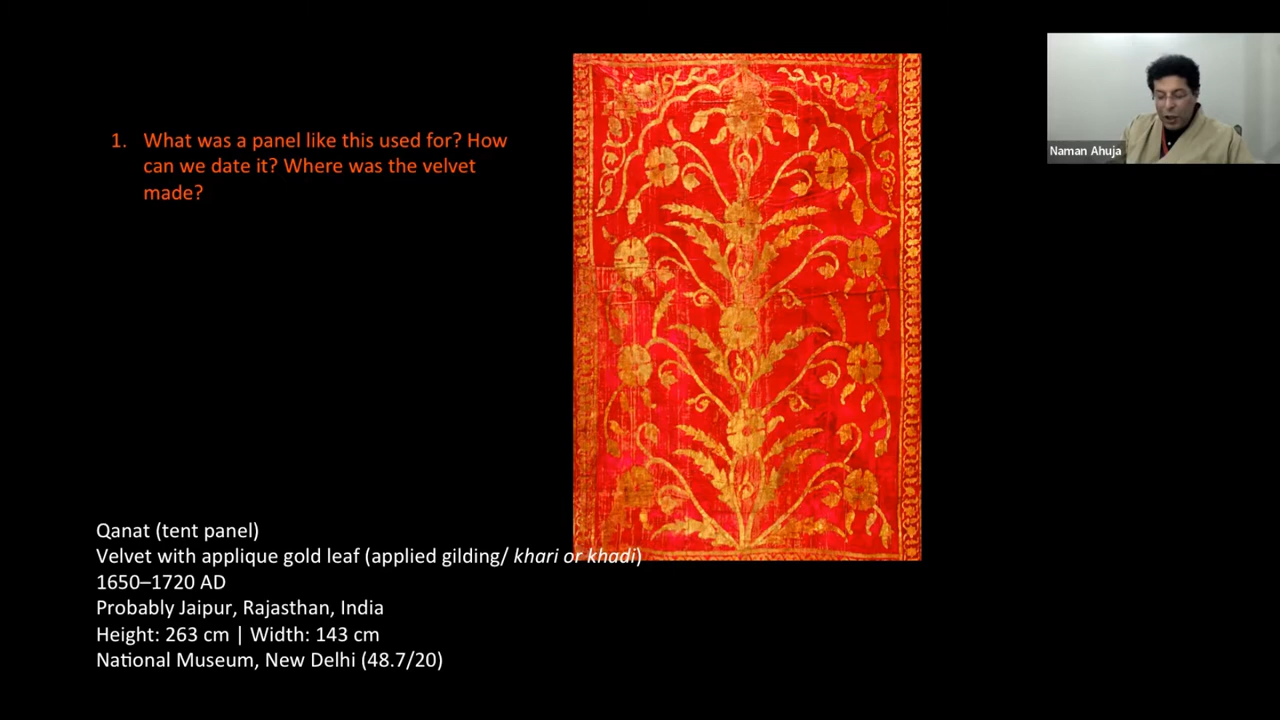 1. What was a panel like this used for? How
can we date it? Where was the velvet
made?
Naman Ahuja
Qanat (tent panel)
Velvet with applique gold leaf (applied gilding/ khari or khadi)
1650–1720 AD
Probably Jaipur, Rajasthan, India
Height: 263 cm | Width: 143 cm
National Museum, New Delhi (48.7/20)